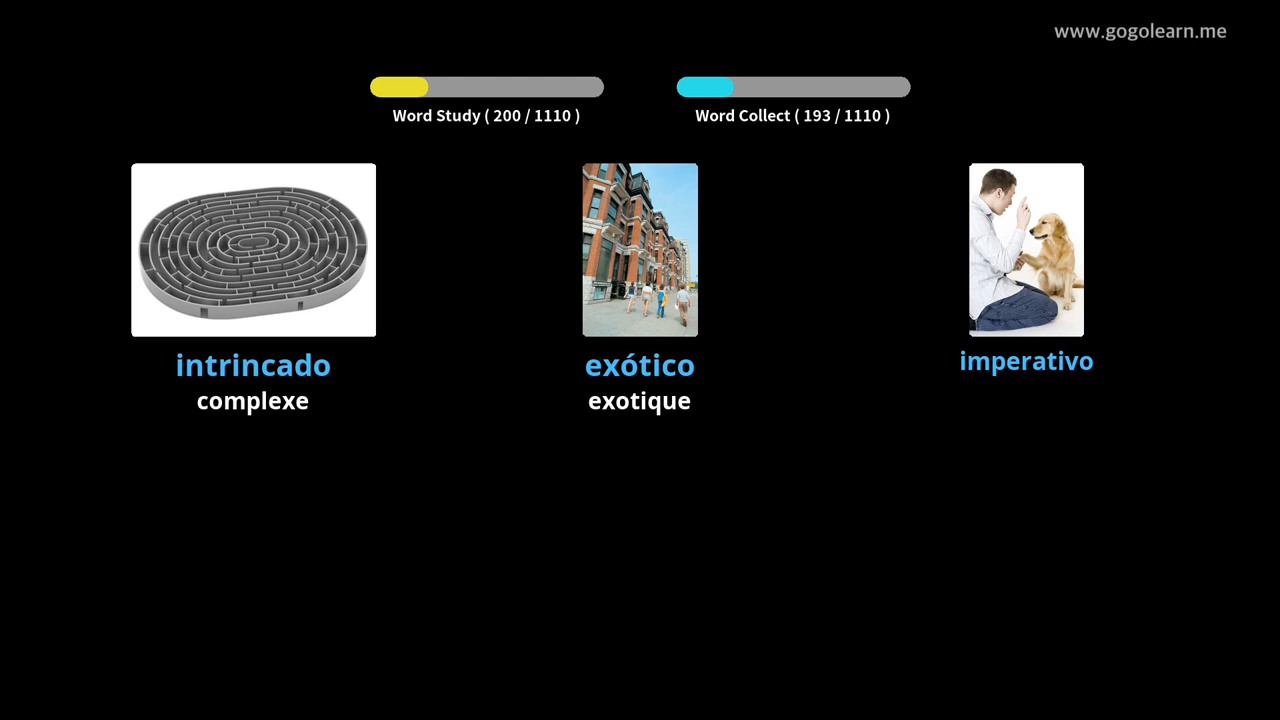 www.gogolearn.me
Word Study ( 200 / 1110 )
Word Collect ( 193 / 1110 )
intrincado
complexe
exótico
exotique
imperativo